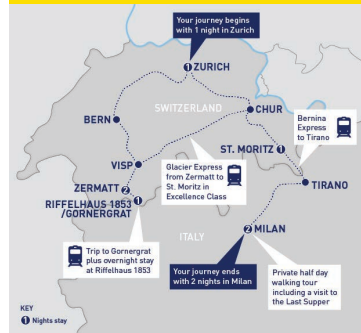 Your journey begins
with 1 night in Zurich
1 ZURICH
SWITZERLAND
CHUR
BERN
Bernina
Express
to Tirano
ST. MORITZ 1
VISP
Glacier Express
from Zermatt to
St. Moritz in
Excellence Class
ZERMATT 2
TIRANO
RIFFELHAUS 1853
/GORNERGRAT 1
ITALY
2 MILAN
Trip to Gornergrat
plus overnight stay
at Riffelhaus 1853
Your journey ends
with 2 nights in Milan
Private half day
walking tour
including a visit to
the Last Supper
KEY
1 Nights stay